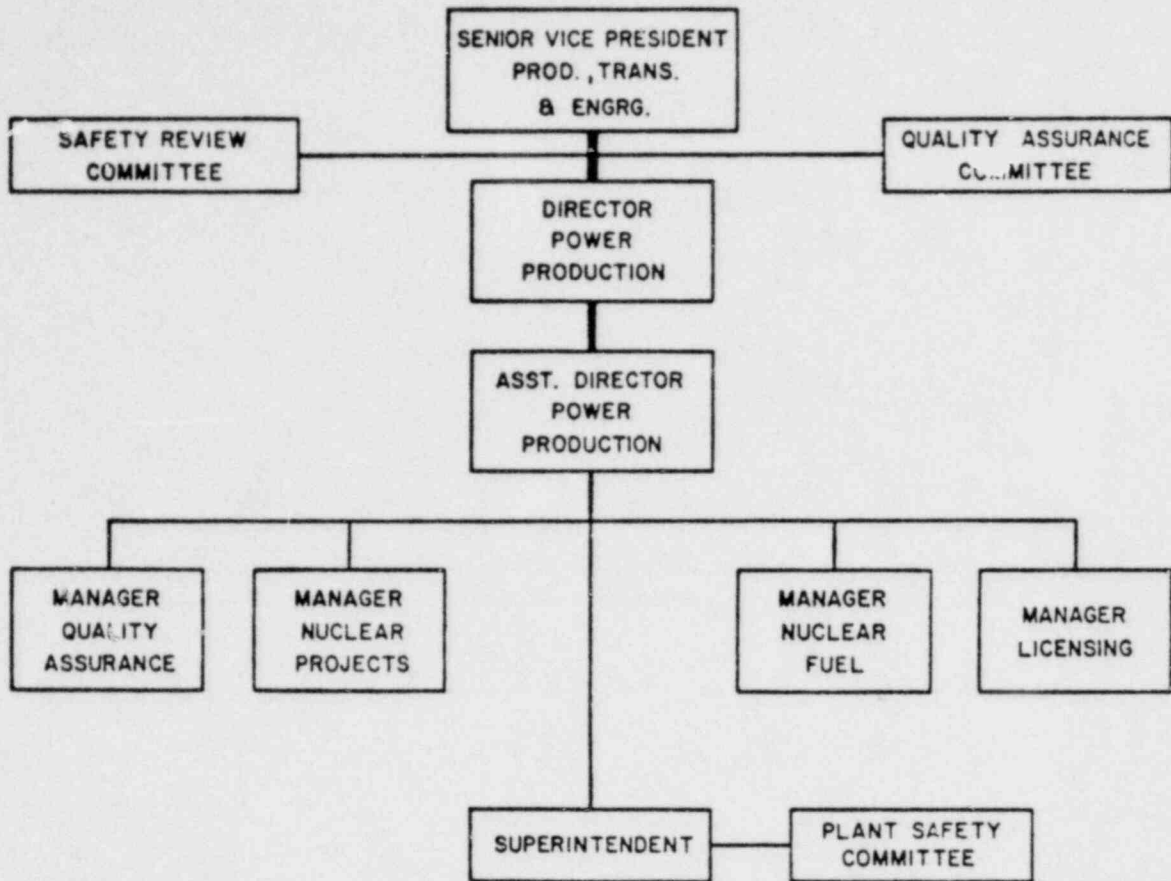 SENIOR VICE PRESIDENT
PROD., TRANS.
& ENGRG.
SAFETY REVIEW
COMMITTEE
QUALITY ASSURANCE
COMMITTEE
DIRECTOR
POWER
PRODUCTION
ASST. DIRECTOR
POWER
PRODUCTION
MANAGER
QUALITY
ASSURANCE
MANAGER
NUCLEAR
PROJECTS
MANAGER
NUCLEAR
FUEL
MANAGER
LICENSING
SUPERINTENDENT
PLANT SAFETY
COMMITTEE